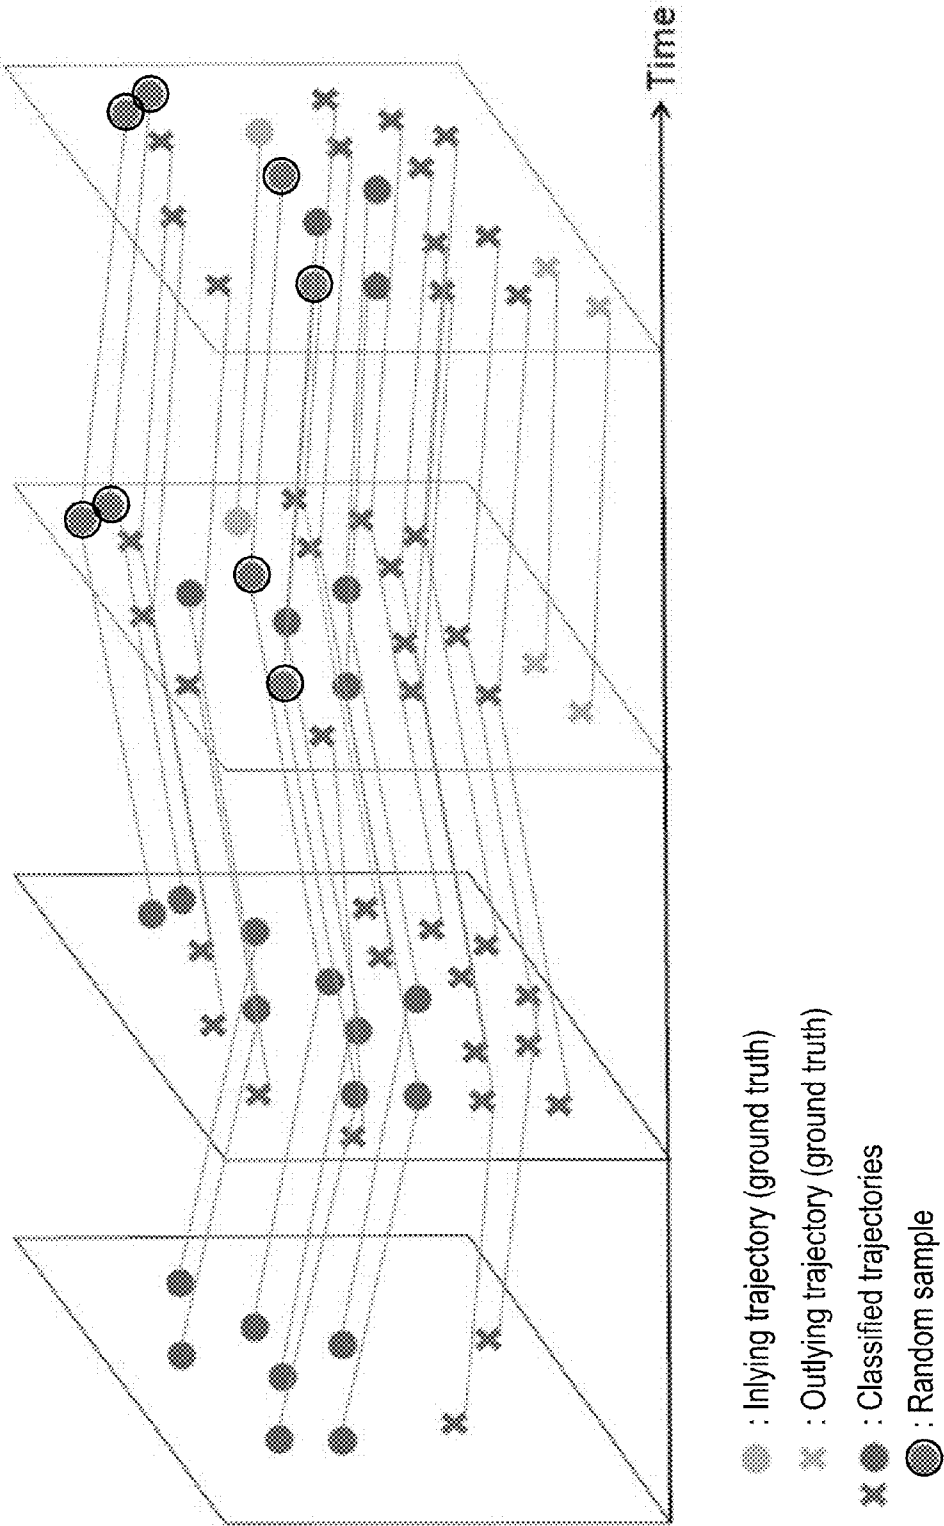 Time
: Inlying trajectory (ground truth)
: Outlying trajectory (ground truth)
: Classified trajectories
: Random sample